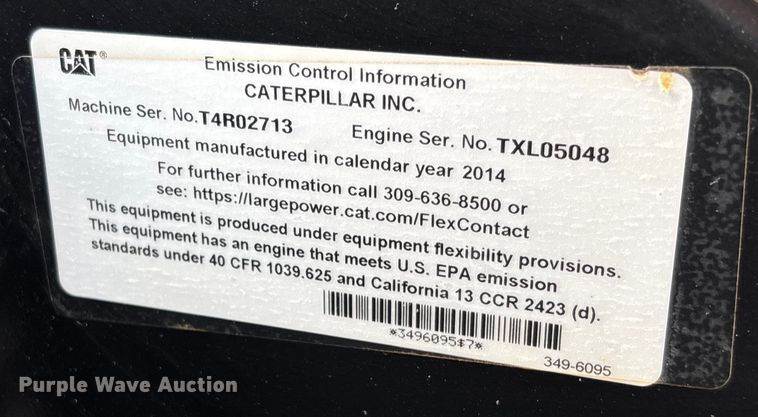 CAT®
Emission Control Information
CATERPILLAR INC.
Machine Ser. No.T4R02713 Engine Ser. No. TXL05048
Equipment manufactured in calendar year 2014
For further information call 309-636-8500 or
see: https://largepower.cat.com/FlexContact
This equipment is produced under equipment flexibility provisions.
This equipment has an engine that meets U.S. EPA emission
standards under 40 CFR 1039.625 and California 13 CCR 2423 (d).
*3496095$7*
349-6095
Purple Wave Auction